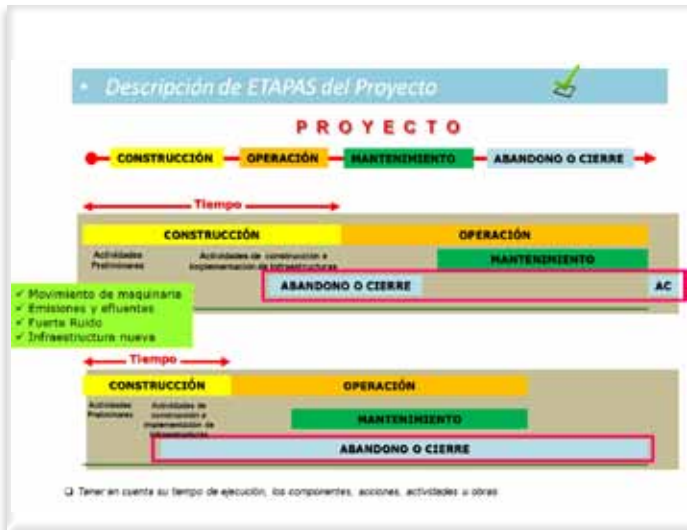 • Descripción de ETAPAS del Proyecto
PROYECTO
CONSTRUCCIÓN OPERACIÓN MANTENIMIENTO ABANDONO O CIERRE
Tiempo
CONSTRUCCIÓN OPERACIÓN
Actividades Preliminares
Actividades de construcción e implementación de infraestructuras
MANTENIMIENTO
ABANDONO O CIERRE AC
✓ Movimiento de maquinaria
✓ Emisiones y efluentes
✓ Fuerte Ruido
✓ Infraestructura nueva
Tiempo
CONSTRUCCIÓN OPERACIÓN
Actividades Preliminares
Actividades de construcción e implementación de infraestructuras
MANTENIMIENTO
ABANDONO O CIERRE
❑ Tener en cuenta su tiempo de ejecución, los componentes, acciones, actividades u obras